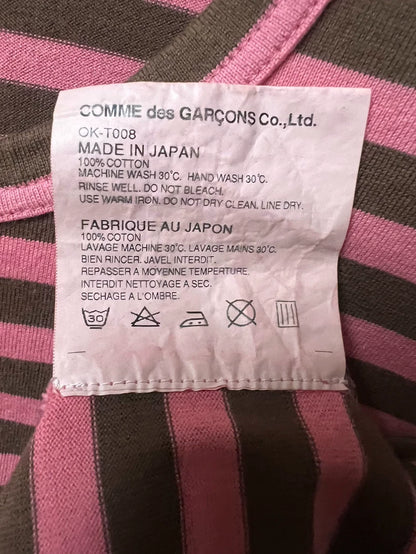 COMME des GARÇONS Co.,Ltd.
OK-T008
MADE IN JAPAN
100% COTTON
MACHINE WASH 30℃. HAND WASH 30℃.
RINSE WELL. DO NOT BLEACH.
USE WARM IRON. DO NOT DRY CLEAN. LINE DRY.
FABRIQUE AU JAPON
100% COTON
LAVAGE MACHINE 30℃. LAVAGE MAINS 30℃.
BIEN RINCER. JAVEL INTERDIT.
REPASSER A MOYENNE TEMPERTURE.
INTERDIT NETTOYAGE A SEC.
SECHAGE A L'OMBRE.
30